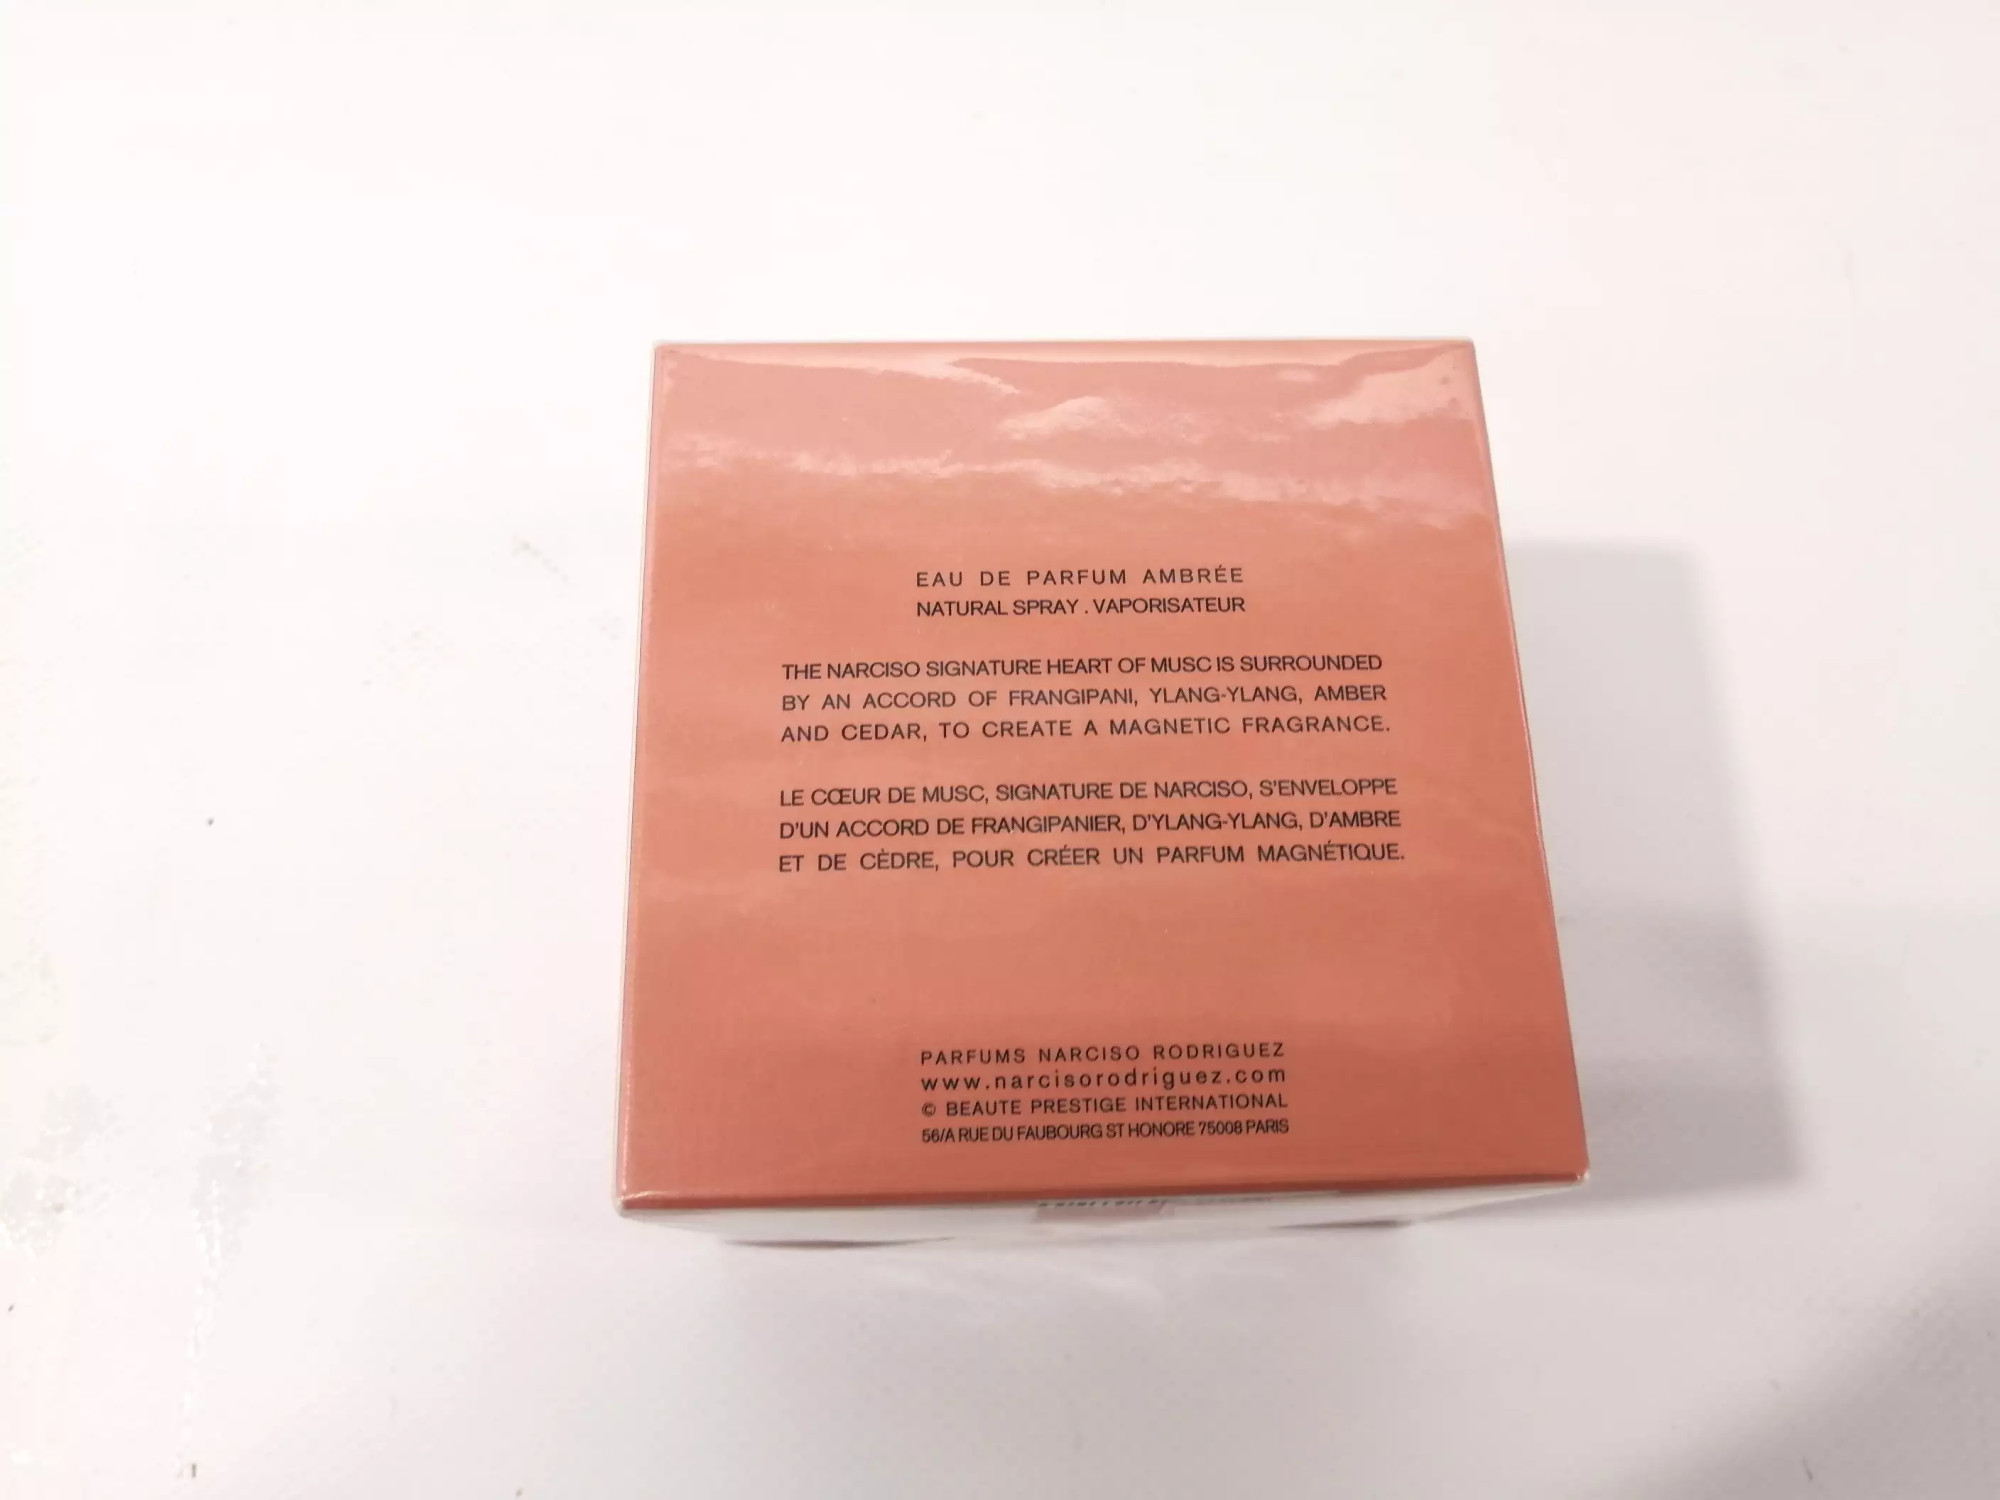 EAU DE PARFUM AMBRÉE
NATURAL SPRAY . VAPORISATEUR
THE NARCISO SIGNATURE HEART OF MUSC IS SURROUNDED
BY AN ACCORD OF FRANGIPANI, YLANG-YLANG, AMBER
AND CEDAR, TO CREATE A MAGNETIC FRAGRANCE.
LE CŒUR DE MUSC, SIGNATURE DE NARCISO, S'ENVELOPPE
D'UN ACCORD DE FRANGIPANIER, D'YLANG-YLANG, D'AMBRE
ET DE CÈDRE, POUR CRÉER UN PARFUM MAGNÉTIQUE.
PARFUMS NARCISO RODRIGUEZ
www.narcisorodriguez.com
© BEAUTE PRESTIGE INTERNATIONAL
56/A RUE DU FAUBOURG ST HONORE 75008 PARIS